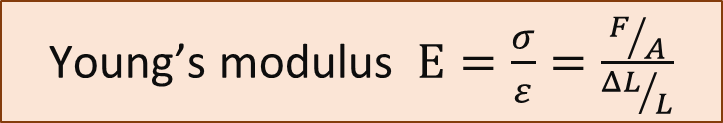 Young's modulus E = σ/ε = (F/A)/(ΔL/L)